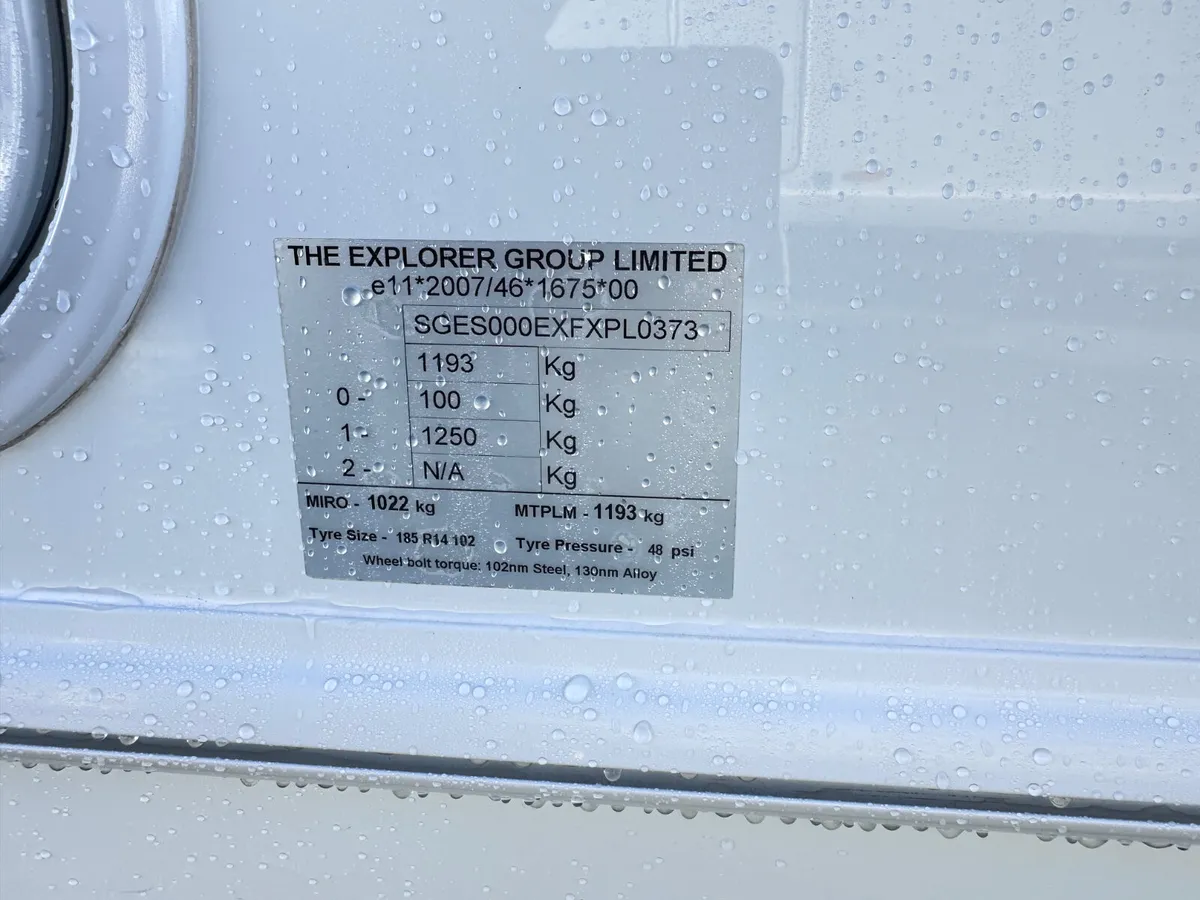 THE EXPLORER GROUP LIMITED
e11*2007/46*1675*00
SGES000EXFXPL0373
1193 Kg
0- 100 Kg
1- 1250 Kg
2- N/A Kg
MIRO - 1022 kg MTPLM - 1193 kg
Tyre Size - 185 R14 102 Tyre Pressure - 48 psi
Wheel bolt torque: 102nm Steel, 130nm Alloy